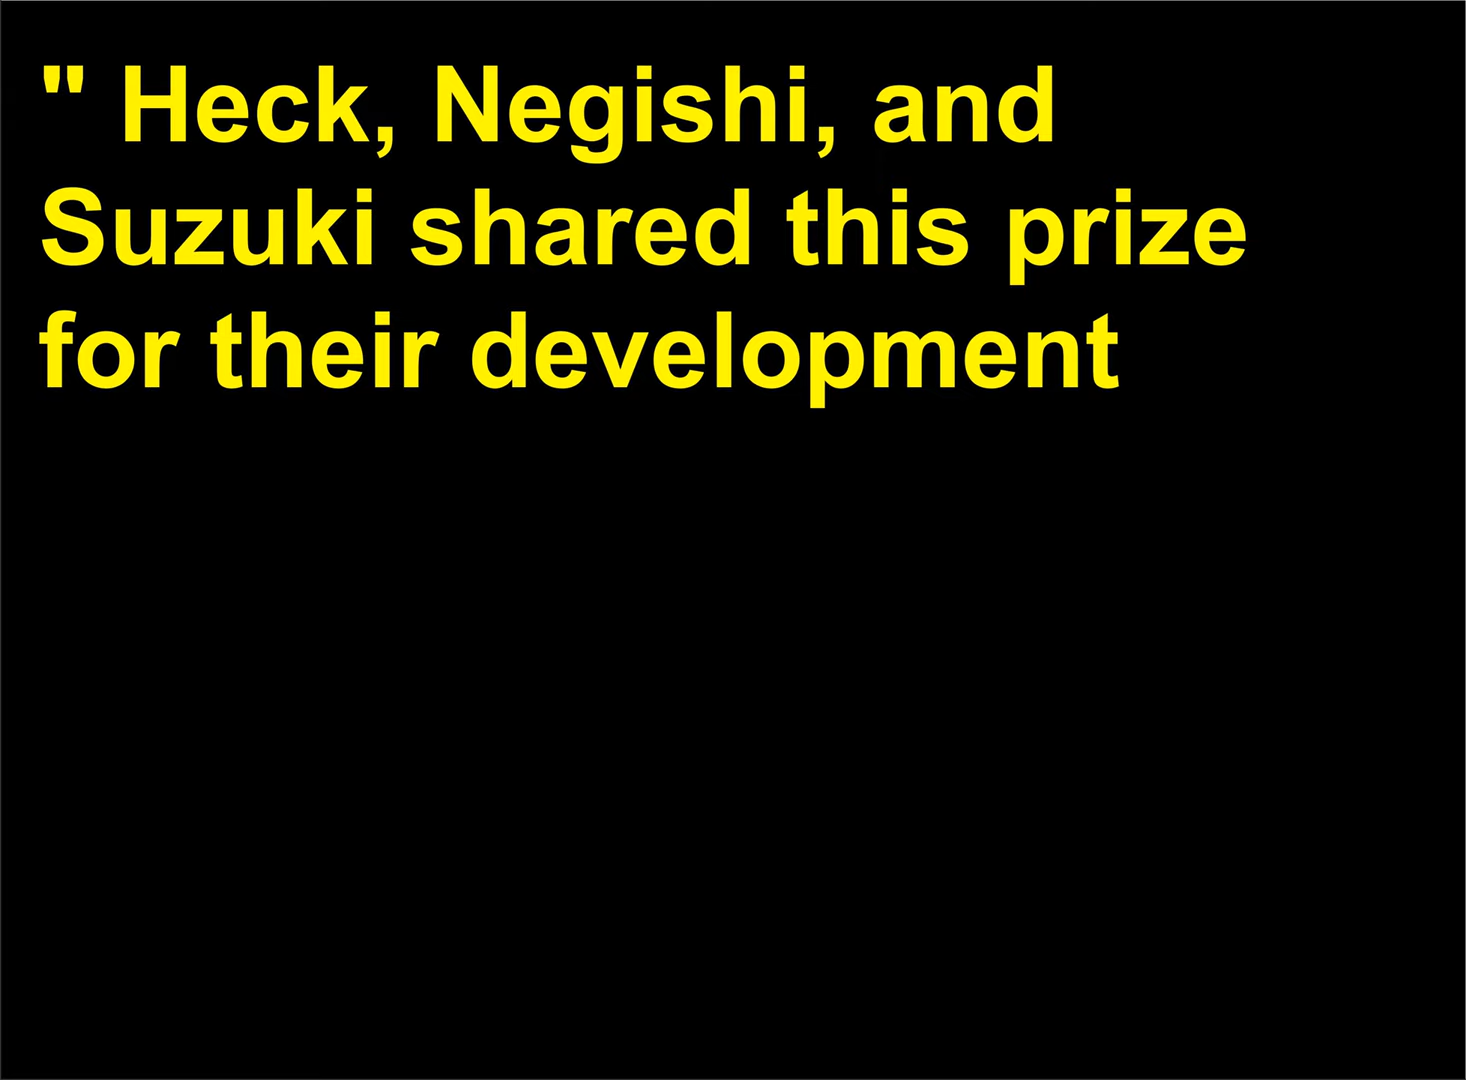 " Heck, Negishi, and
Suzuki shared this prize
for their development